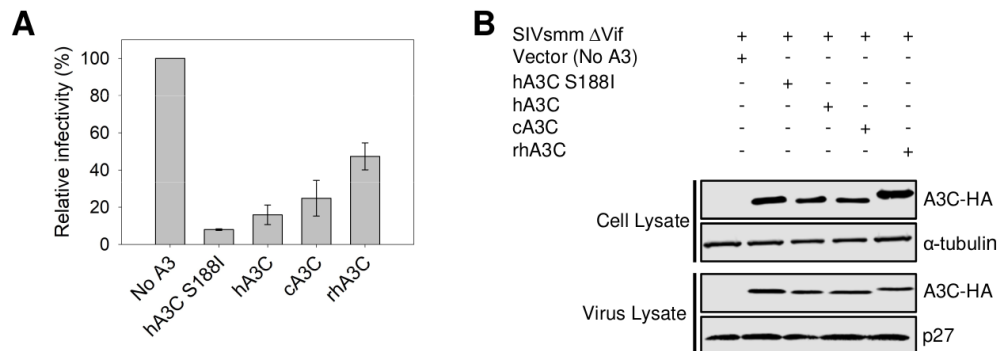 A
Relative infectivity (%)
100
80
60
40
20
0
No A3
hA3C S188I
hA3C
cA3C
rhA3C
B
SIVsmm ΔVif + + + + +
Vector (No A3) + - - - -
hA3C S188I - + - - -
hA3C - - + - -
cA3C - - - + -
rhA3C - - - - +
Cell Lysate
A3C-HA
α-tubulin
Virus Lysate
A3C-HA
p27